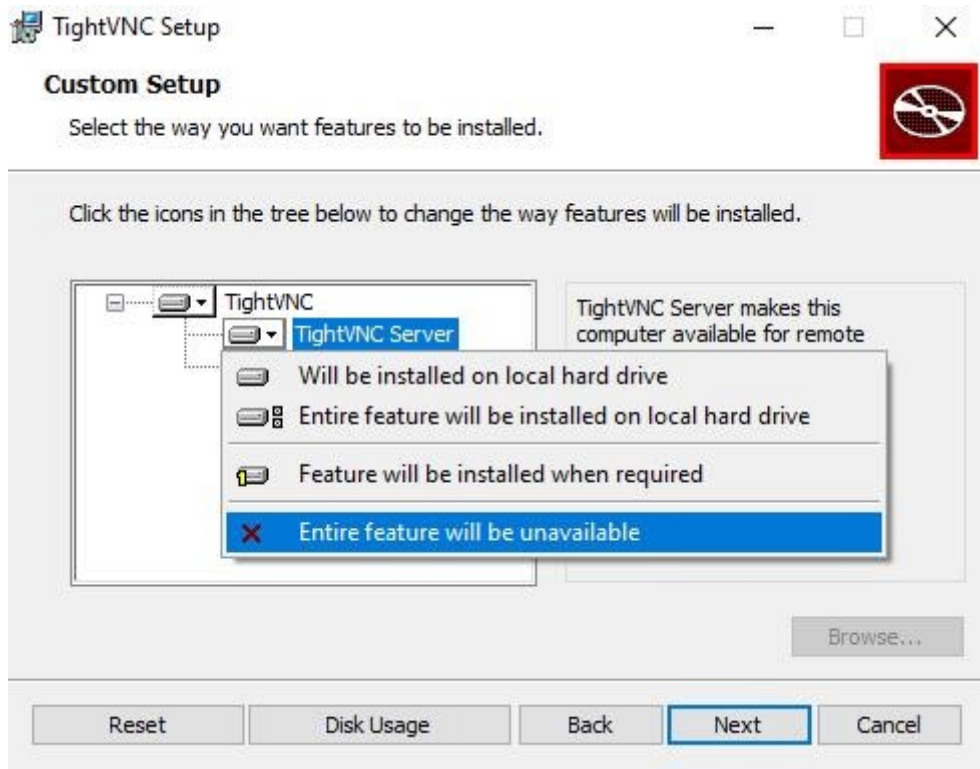 TightVNC Setup
Custom Setup
Select the way you want features to be installed.
Click the icons in the tree below to change the way features will be installed.
TightVNC
TightVNC Server
TightVNC Server makes this
computer available for remote
Will be installed on local hard drive
Entire feature will be installed on local hard drive
Feature will be installed when required
Entire feature will be unavailable
Browse...
Reset
Disk Usage
Back
Next
Cancel